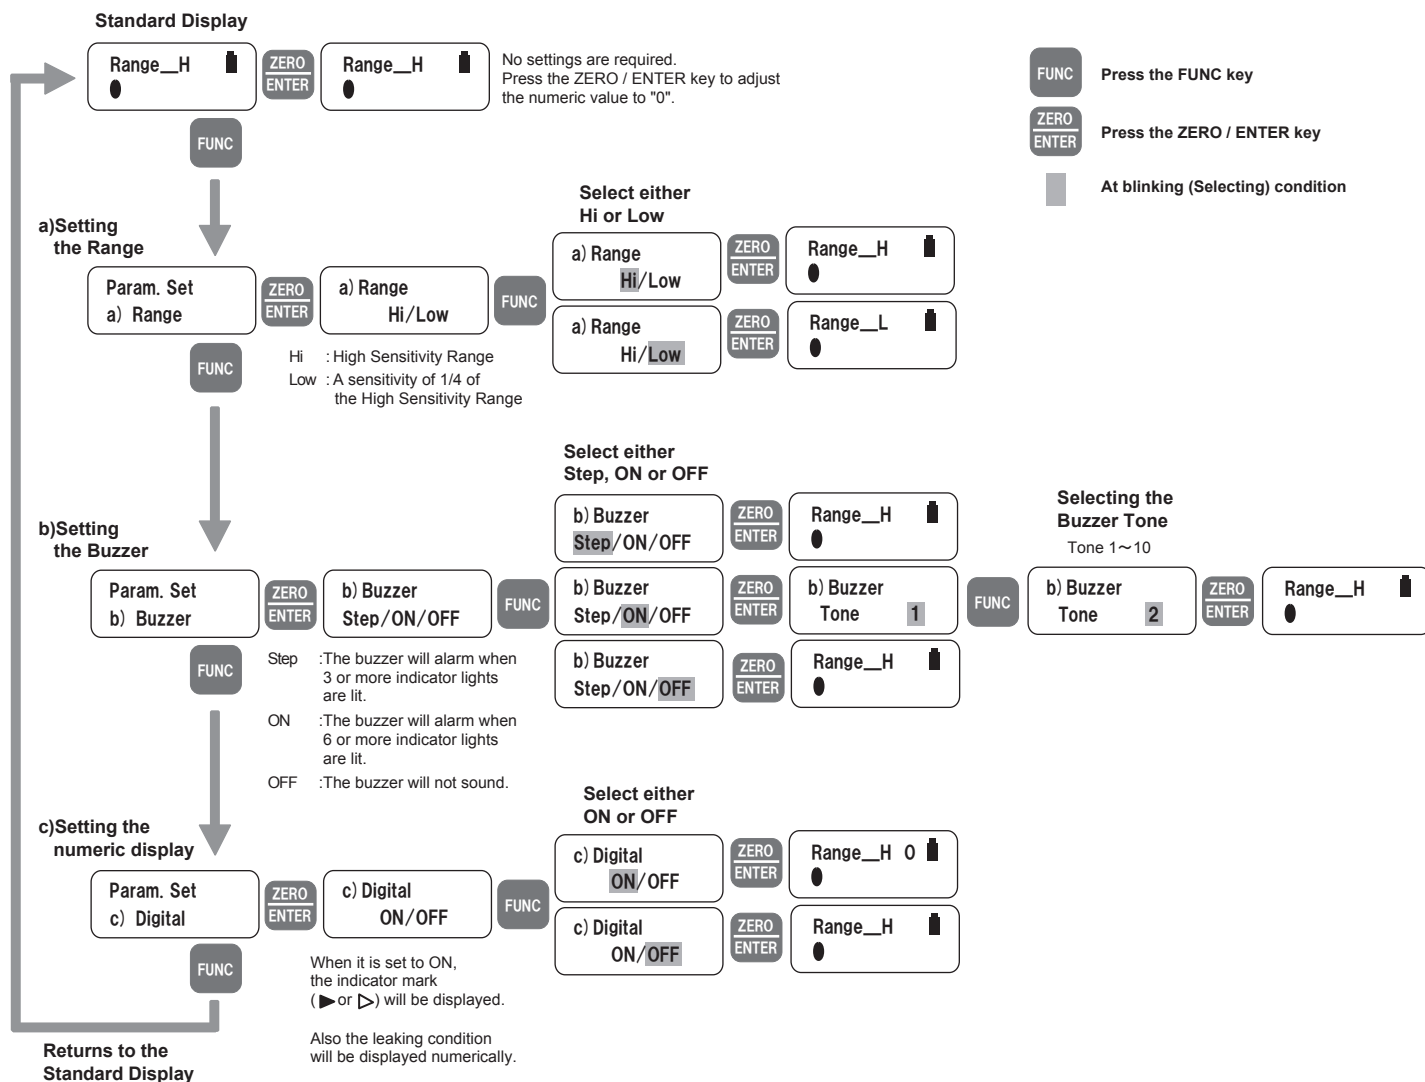 Standard Display
Range__H
ZERO
ENTER
Range__H
No settings are required.
Press the ZERO / ENTER key to adjust
the numeric value to "0".
FUNC
Press the FUNC key
ZERO
ENTER
Press the ZERO / ENTER key
At blinking (Selecting) condition
FUNC
a)Setting
the Range
Param. Set
a) Range
ZERO
ENTER
a) Range
Hi/Low
FUNC
Select either
Hi or Low
a) Range
Hi/Low
ZERO
ENTER
Range__H
a) Range
Hi/Low
ZERO
ENTER
Range__L
Hi : High Sensitivity Range
Low : A sensitivity of 1/4 of
the High Sensitivity Range
FUNC
b)Setting
the Buzzer
Param. Set
b) Buzzer
ZERO
ENTER
b) Buzzer
Step/ON/OFF
FUNC
Select either
Step, ON or OFF
b) Buzzer
Step/ON/OFF
ZERO
ENTER
Range__H
b) Buzzer
Step/ON/OFF
ZERO
ENTER
b) Buzzer
Tone 1
FUNC
Selecting the
Buzzer Tone
Tone 1～10
b) Buzzer
Tone 2
ZERO
ENTER
Range__H
b) Buzzer
Step/ON/OFF
ZERO
ENTER
Range__H
Step :The buzzer will alarm when
3 or more indicator lights
are lit.
ON :The buzzer will alarm when
6 or more indicator lights
are lit.
OFF :The buzzer will not sound.
FUNC
c)Setting the
numeric display
Param. Set
c) Digital
ZERO
ENTER
c) Digital
ON/OFF
FUNC
Select either
ON or OFF
c) Digital
ON/OFF
ZERO
ENTER
Range__H 0
c) Digital
ON/OFF
ZERO
ENTER
Range__H
When it is set to ON,
the indicator mark
( ▶ or ▷) will be displayed.
Also the leaking condition
will be displayed numerically.
FUNC
Returns to the
Standard Display